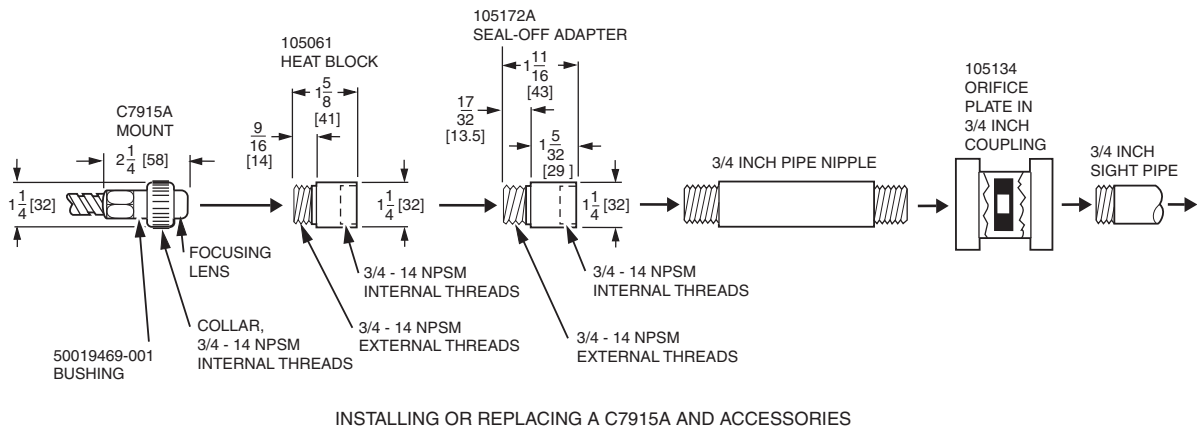 105172A
SEAL-OFF ADAPTER
105061
HEAT BLOCK
1 11/16
[43]
1 5/8
[41]
105134
ORIFICE
PLATE IN
3/4 INCH
COUPLING
C7915A
MOUNT
17/32
[13.5]
9/16
[14]
1 5/32
[29 ]
2 1/4 [58]
3/4 INCH PIPE NIPPLE
3/4 INCH
SIGHT PIPE
1 1/4 [32]
1 1/4 [32]
1 1/4 [32]
FOCUSING
LENS
3/4 - 14 NPSM
INTERNAL THREADS
3/4 - 14 NPSM
INTERNAL THREADS
COLLAR,
3/4 - 14 NPSM
INTERNAL THREADS
3/4 - 14 NPSM
EXTERNAL THREADS
3/4 - 14 NPSM
EXTERNAL THREADS
50019469-001
BUSHING
INSTALLING OR REPLACING A C7915A AND ACCESSORIES